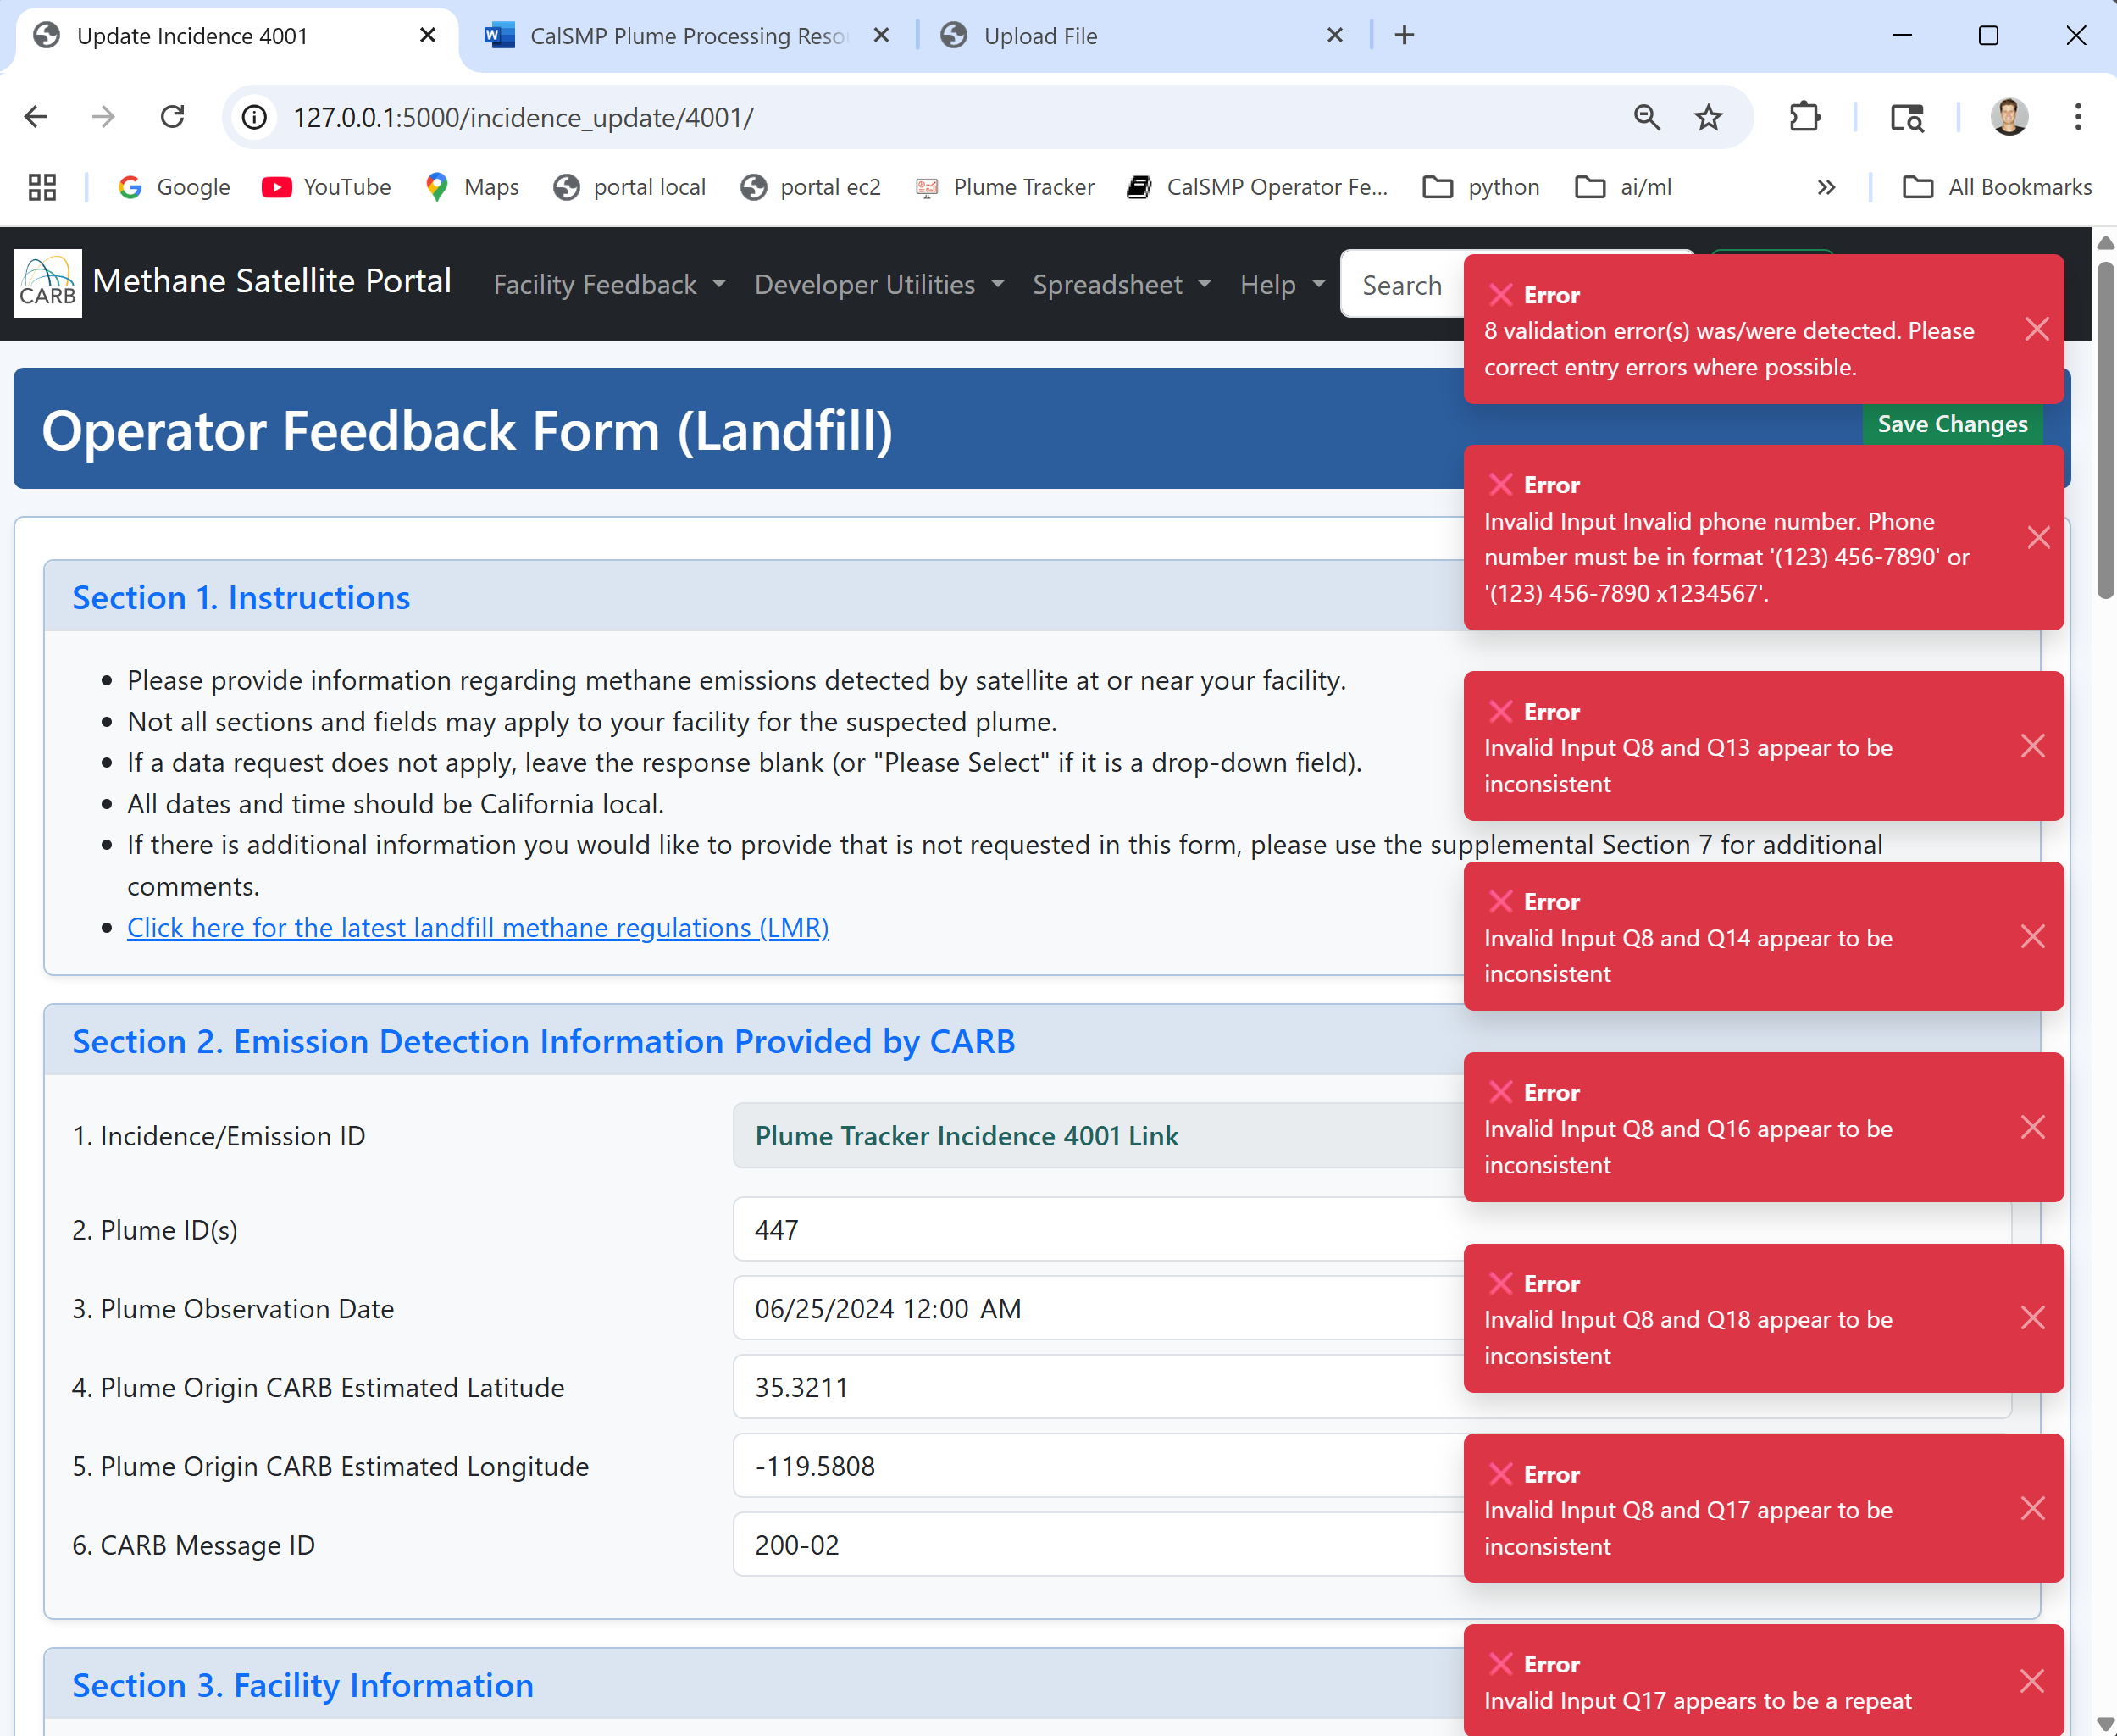 Update Incidence 4001
CalSMP Plume Processing Reso
Upload File
127.0.0.1:5000/incidence_update/4001/
Google
YouTube
Maps
portal local
portal ec2
Plume Tracker
CalSMP Operator Fe...
python
ai/ml
All Bookmarks
CARB
Methane Satellite Portal
Facility Feedback
Developer Utilities
Spreadsheet
Help
Search
Error
8 validation error(s) was/were detected. Please
correct entry errors where possible.
Operator Feedback Form (Landfill)
Save Changes
Error
Invalid Input Invalid phone number. Phone
number must be in format '(123) 456-7890' or
'(123) 456-7890 x1234567'.
Section 1. Instructions
Please provide information regarding methane emissions detected by satellite at or near your facility.
Not all sections and fields may apply to your facility for the suspected plume.
If a data request does not apply, leave the response blank (or "Please Select" if it is a drop-down field).
All dates and time should be California local.
If there is additional information you would like to provide that is not requested in this form, please use the supplemental Section 7 for additional
comments.
Click here for the latest landfill methane regulations (LMR)
Error
Invalid Input Q8 and Q13 appear to be
inconsistent
Error
Invalid Input Q8 and Q14 appear to be
inconsistent
Section 2. Emission Detection Information Provided by CARB
1. Incidence/Emission ID
Plume Tracker Incidence 4001 Link
2. Plume ID(s)
447
3. Plume Observation Date
06/25/2024 12:00 AM
4. Plume Origin CARB Estimated Latitude
35.3211
5. Plume Origin CARB Estimated Longitude
-119.5808
6. CARB Message ID
200-02
Error
Invalid Input Q8 and Q16 appear to be
inconsistent
Error
Invalid Input Q8 and Q18 appear to be
inconsistent
Error
Invalid Input Q8 and Q17 appear to be
inconsistent
Section 3. Facility Information
Error
Invalid Input Q17 appears to be a repeat